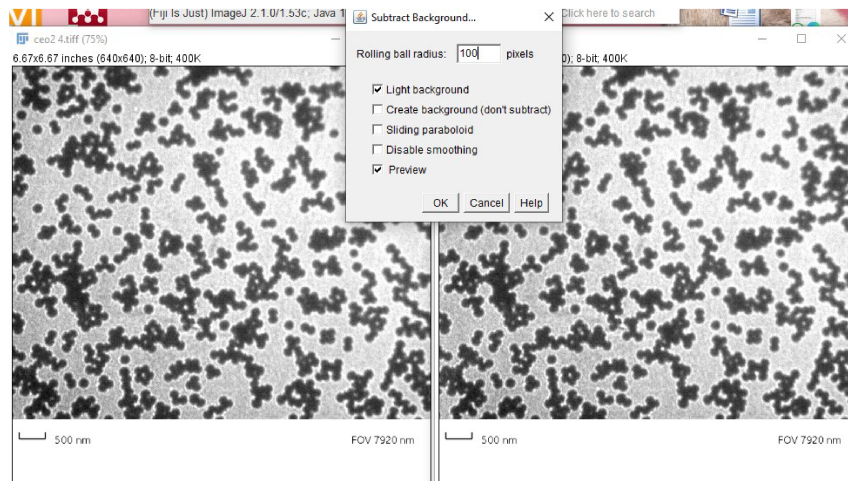 (Fiji Is Just) ImageJ 2.1.0/1.53c; Java 1
Click here to search
ceo2 4.tiff (75%)
6.67x6.67 inches (640x640); 8-bit; 400K
Subtract Background...
Rolling ball radius: 100 pixels
Light background
Create background (don't subtract)
Sliding paraboloid
Disable smoothing
Preview
OK Cancel Help
0); 8-bit; 400K
500 nm FOV 7920 nm
500 nm FOV 7920 nm